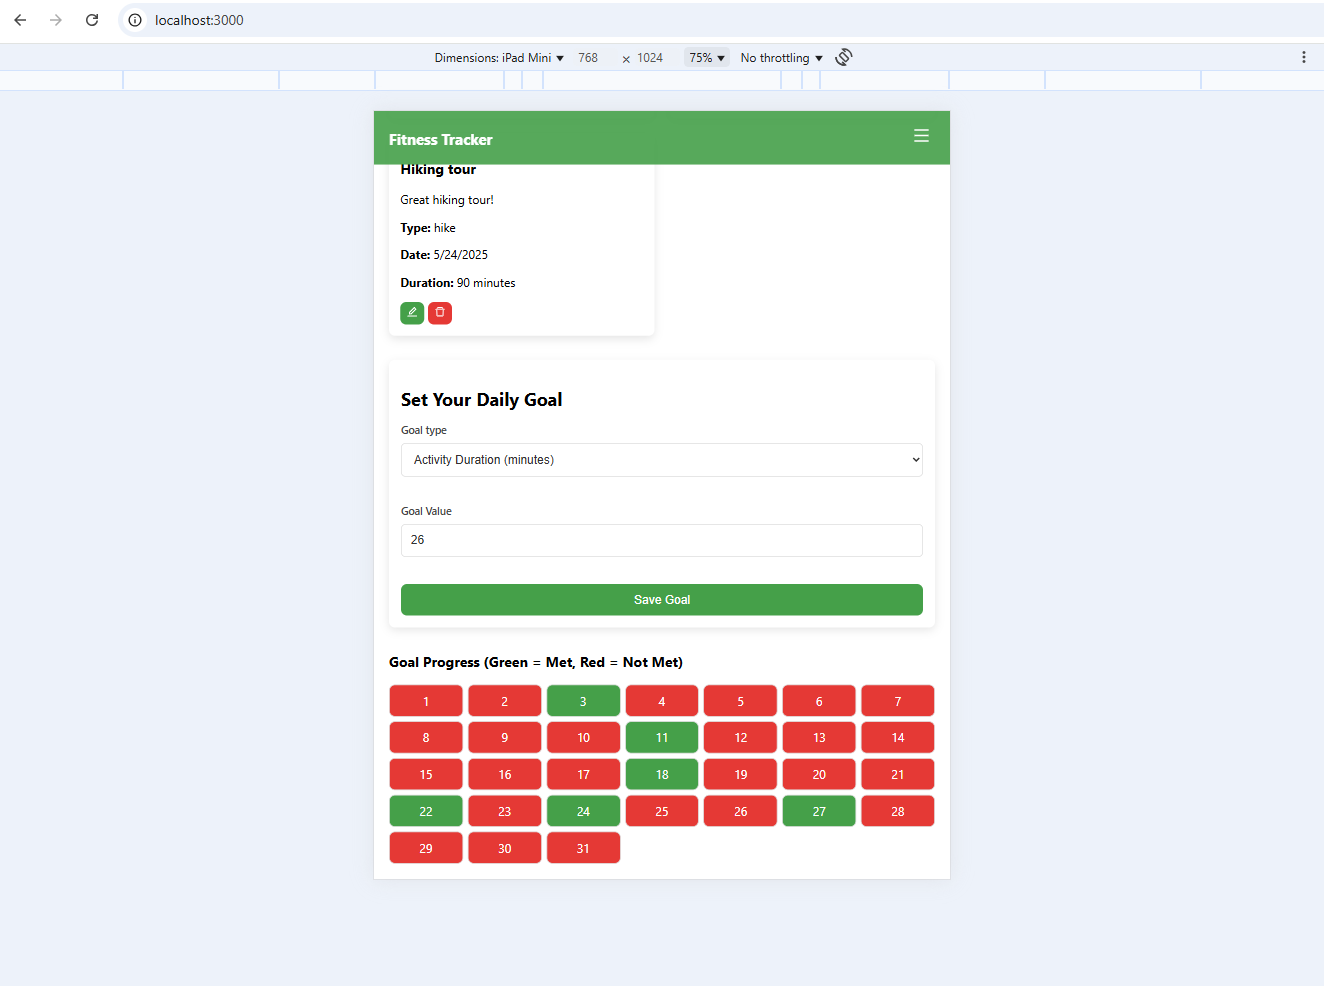 localhost:3000
Dimensions: iPad Mini ▼ 768 × 1024 75% ▼ No throttling ▼
Fitness Tracker
Hiking tour
Great hiking tour!
Type: hike
Date: 5/24/2025
Duration: 90 minutes
Set Your Daily Goal
Goal type
Activity Duration (minutes)
Goal Value
26
Save Goal
Goal Progress (Green = Met, Red = Not Met)
1 2 3 4 5 6 7
8 9 10 11 12 13 14
15 16 17 18 19 20 21
22 23 24 25 26 27 28
29 30 31